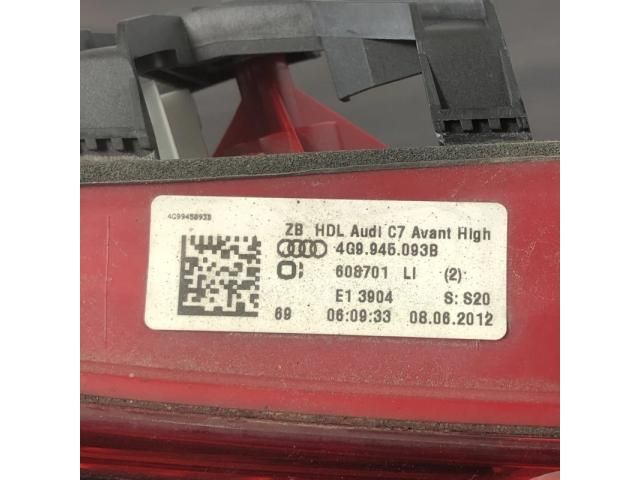 4G9945093B
ZB HDL Audi C7 Avant High
4G9.945.093B
608701 LI (2)
E1 3904 S: S20
69 06:09:33 08.06.2012